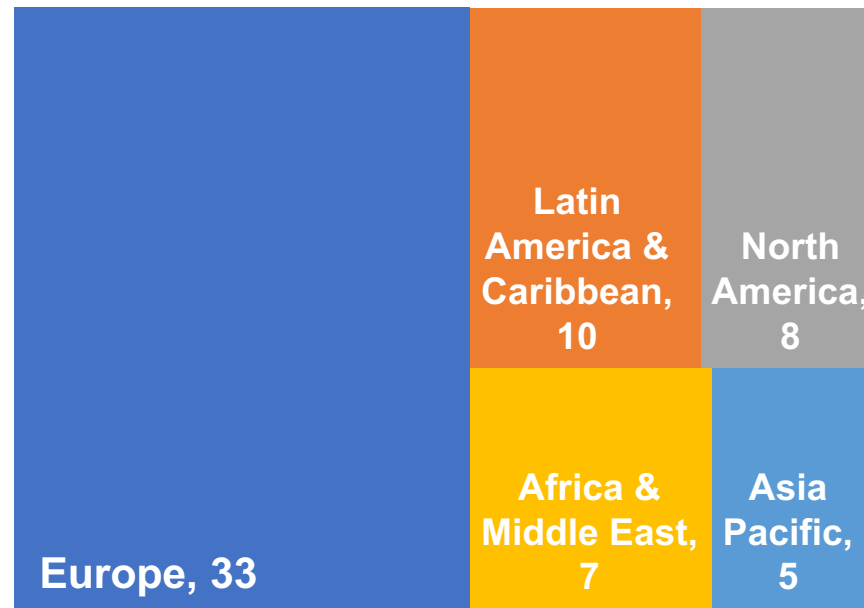 Europe, 33
Latin
America &
Caribbean,
10
North
America,
8
Africa &
Middle East,
7
Asia
Pacific,
5